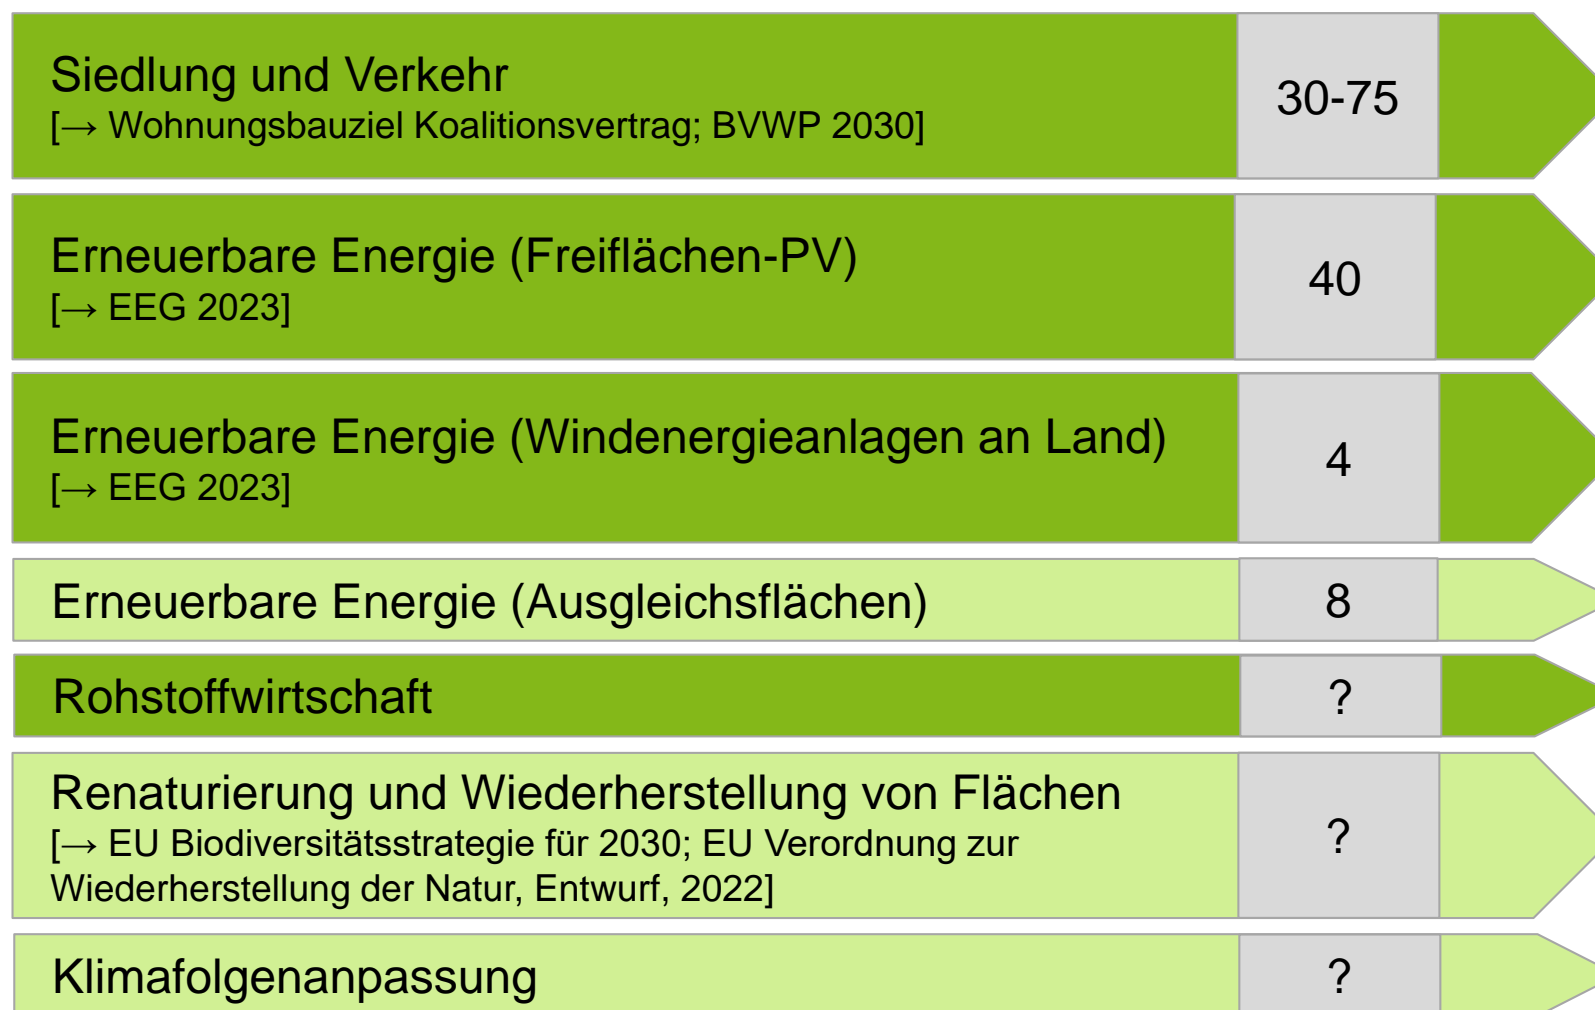 Siedlung und Verkehr
[→ Wohnungsbauziel Koalitionsvertrag; BVWP 2030]
30-75
Erneuerbare Energie (Freiflächen-PV)
[→ EEG 2023]
40
Erneuerbare Energie (Windenergieanlagen an Land)
[→ EEG 2023]
4
Erneuerbare Energie (Ausgleichsflächen)
8
Rohstoffwirtschaft
?
Renaturierung und Wiederherstellung von Flächen
[→ EU Biodiversitätsstrategie für 2030; EU Verordnung zur
Wiederherstellung der Natur, Entwurf, 2022]
?
Klimafolgenanpassung
?